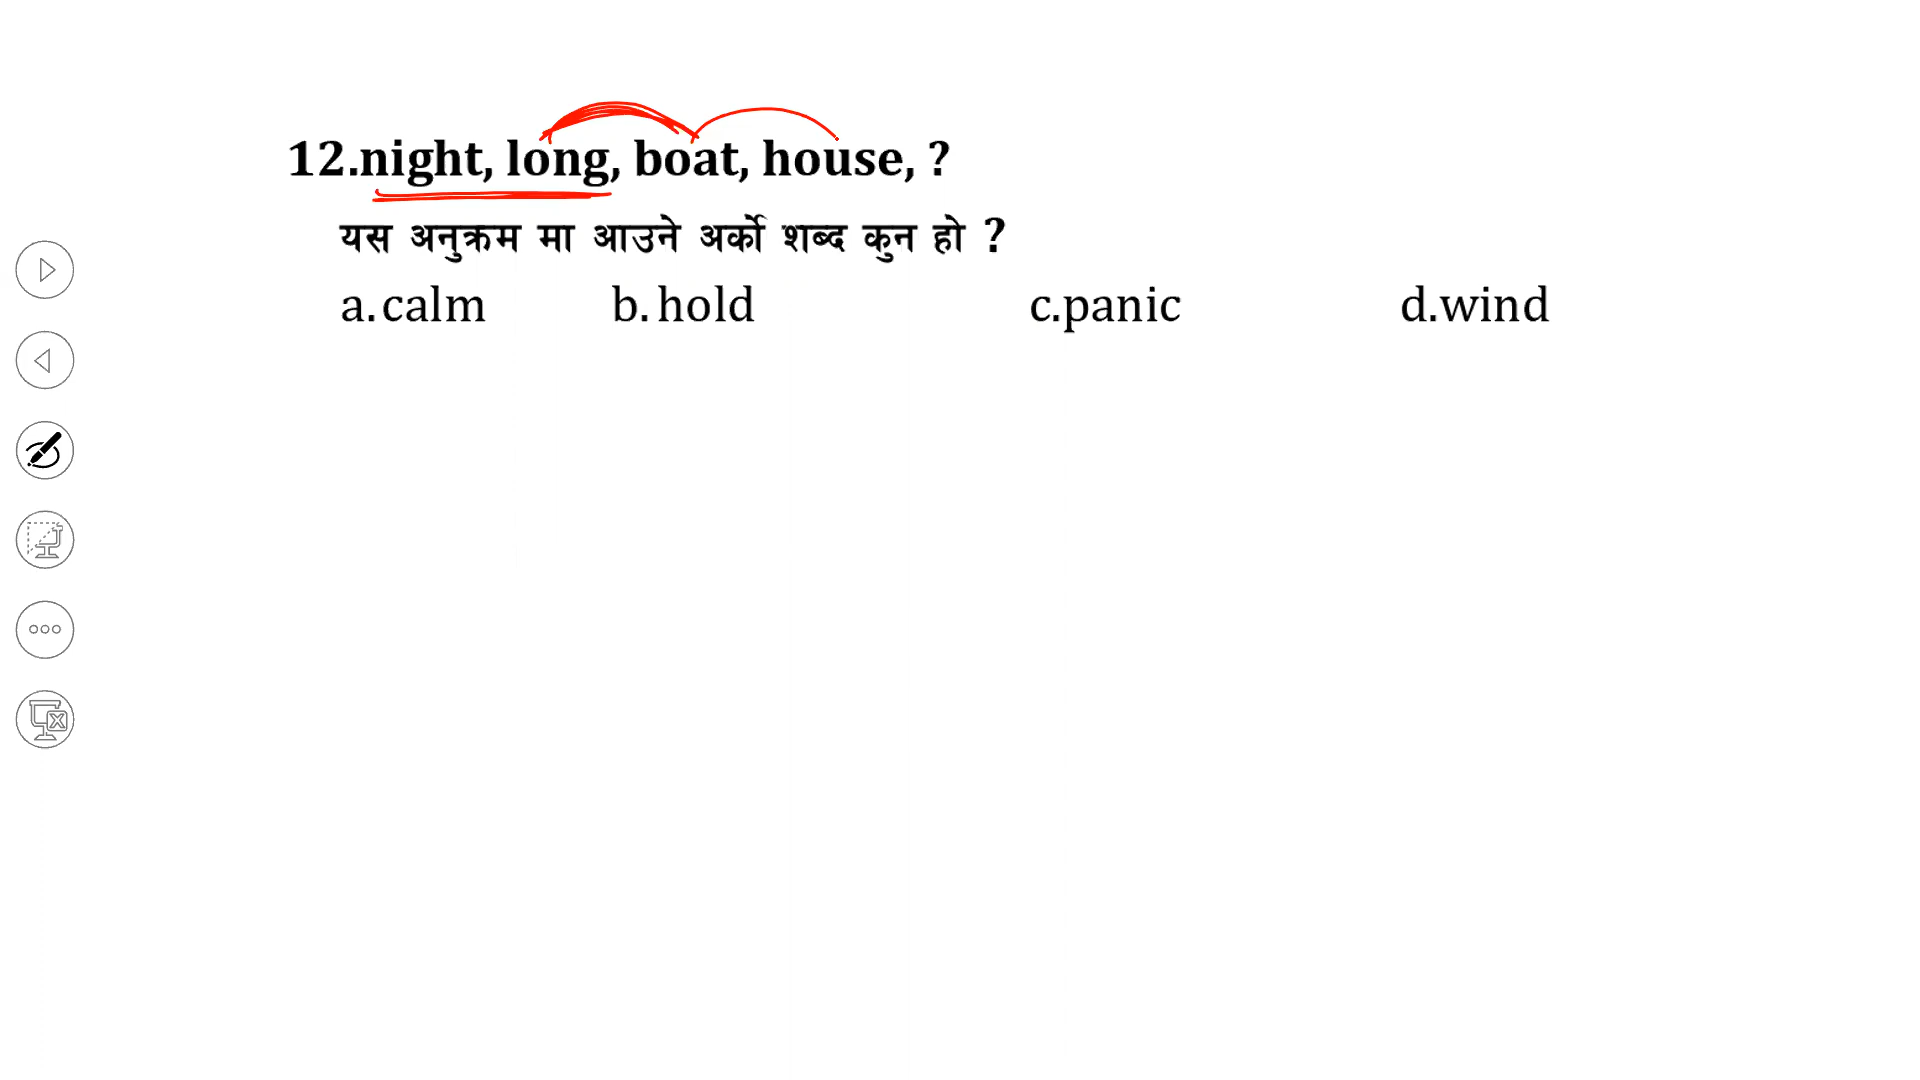 12.night, long, boat, house, ?
यस अनुक्रम मा आउने अर्को शब्द कुन हो ?
a.calm b.hold c.panic d.wind